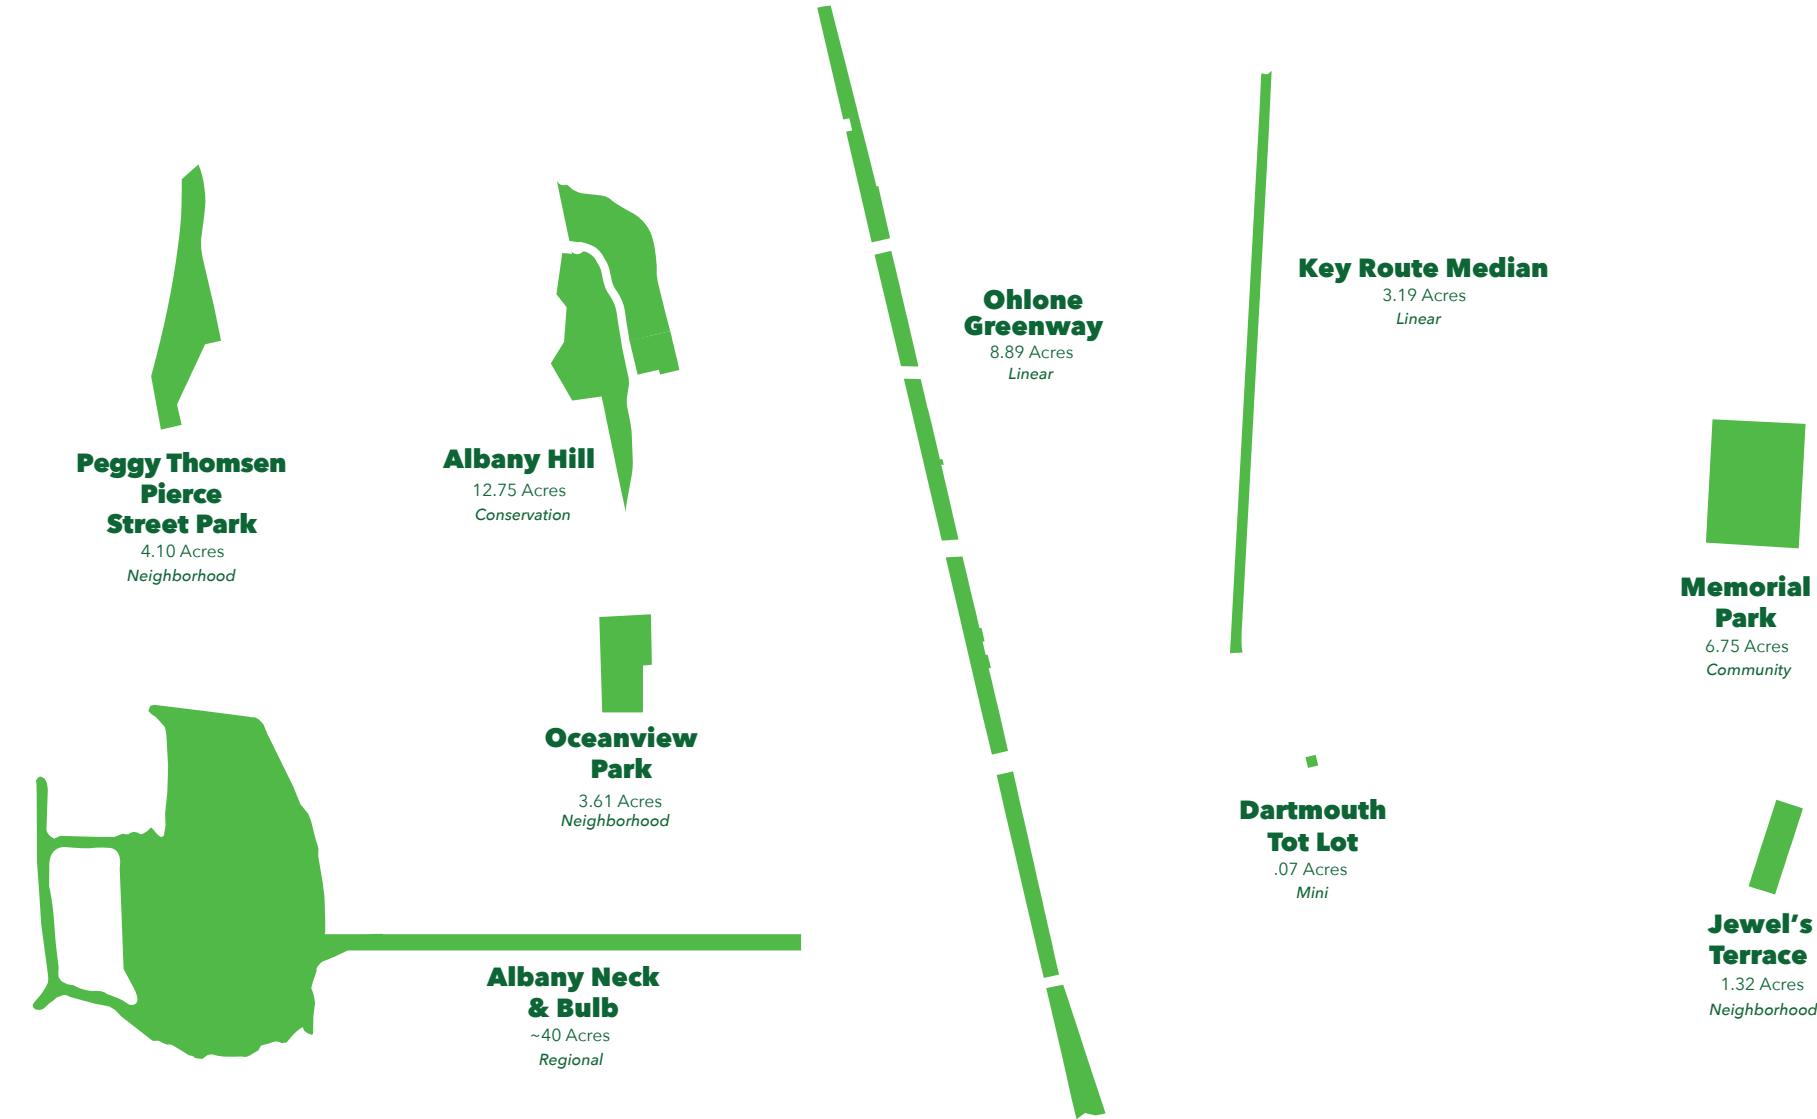 Peggy Thomsen
Pierce
Street Park
4.10 Acres
Neighborhood
Albany Hill
12.75 Acres
Conservation
Ohlone
Greenway
8.89 Acres
Linear
Key Route Median
3.19 Acres
Linear
Memorial
Park
6.75 Acres
Community
Oceanview
Park
3.61 Acres
Neighborhood
Dartmouth
Tot Lot
.07 Acres
Mini
Jewel's
Terrace
1.32 Acres
Neighborhood
Albany Neck
& Bulb
~40 Acres
Regional